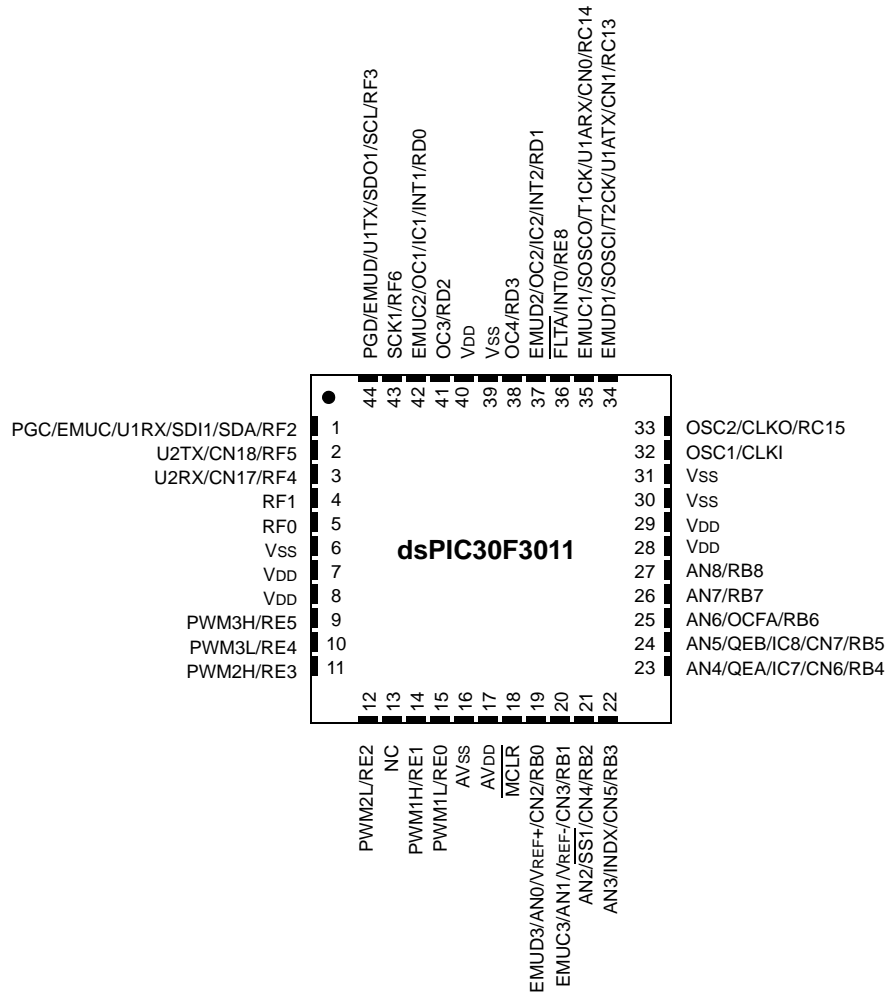 PGD/EMUD/U1TX/SDO1/SCL/RF3
SCK1/RF6
EMUC2/OC1/IC1/INT1/RD0
OC3/RD2
VDD
VSS
OC4/RD3
EMUD2/OC2/IC2/INT2/RD1
FLTA/INT0/RE8
EMUC1/SOSCO/T1CK/U1ARX/CN0/RC14
EMUD1/SOSCI/T2CK/U1ATX/CN1/RC13
44
43
42
41
40
39
38
37
36
35
34
PGC/EMUC/U1RX/SDI1/SDA/RF2 1
U2TX/CN18/RF5 2
U2RX/CN17/RF4 3
RF1 4
RF0 5
VSS 6
VDD 7
VDD 8
PWM3H/RE5 9
PWM3L/RE4 10
PWM2H/RE3 11
dsPIC30F3011
33 OSC2/CLKO/RC15
32 OSC1/CLKI
31 VSS
30 VSS
29 VDD
28 VDD
27 AN8/RB8
26 AN7/RB7
25 AN6/OCFA/RB6
24 AN5/QEB/IC8/CN7/RB5
23 AN4/QEA/IC7/CN6/RB4
12
13
14
15
16
17
18
19
20
21
22
PWM2L/RE2
NC
PWM1H/RE1
PWM1L/RE0
AVSS
AVDD
MCLR
EMUD3/AN0/VREF+/CN2/RB0
EMUC3/AN1/VREF-/CN3/RB1
AN2/SS1/CN4/RB2
AN3/INDX/CN5/RB3